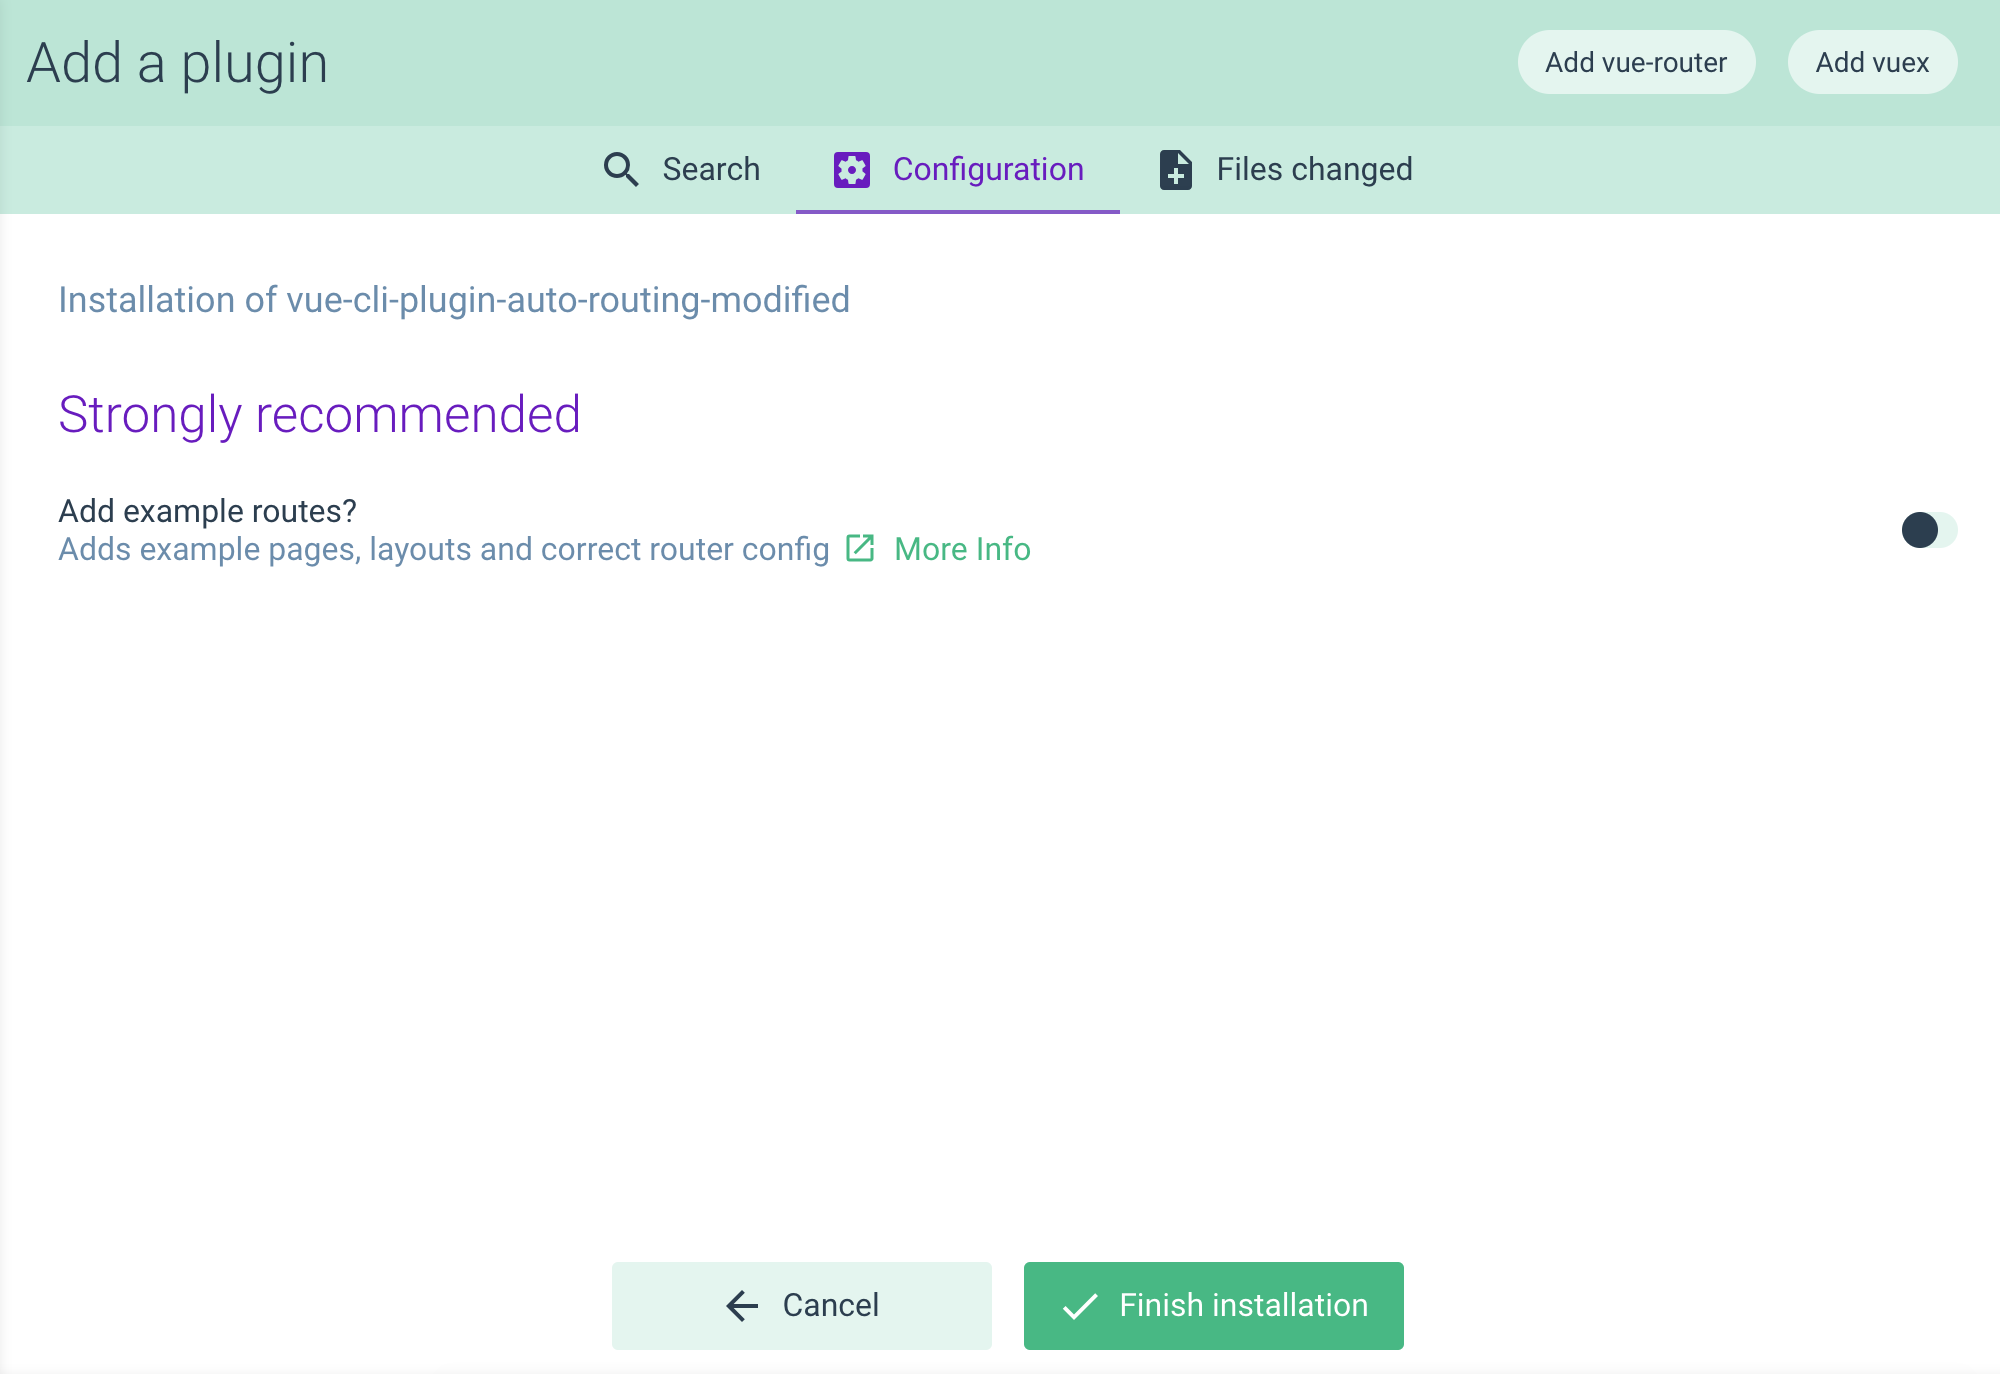 Add a plugin
Add vue-router
Add vuex
Search
Configuration
Files changed
Installation of vue-cli-plugin-auto-routing-modified
Strongly recommended
Add example routes?
Adds example pages, layouts and correct router config More Info
Cancel
Finish installation